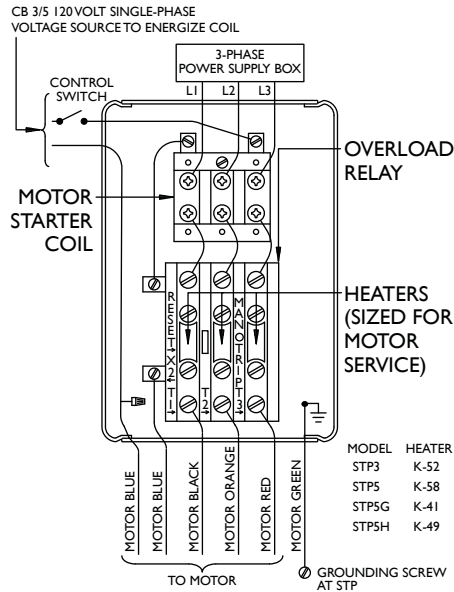 CB 3/5 120 VOLT SINGLE-PHASE
VOLTAGE SOURCE TO ENERGIZE COIL
3-PHASE
POWER SUPPLY BOX
L1 L2 L3
CONTROL
SWITCH
OVERLOAD
RELAY
MOTOR
STARTER
COIL
HEATERS
(SIZED FOR
MOTOR
SERVICE)
RESET
X2
T1
T2
MANOTRIP
T3
MOTOR BLUE
MOTOR BLUE
MOTOR BLACK
MOTOR ORANGE
MOTOR RED
MOTOR GREEN
MODEL HEATER
STP3 K-52
STP5 K-58
STP5G K-41
STP5H K-49
TO MOTOR
GROUNDING SCREW
AT STP